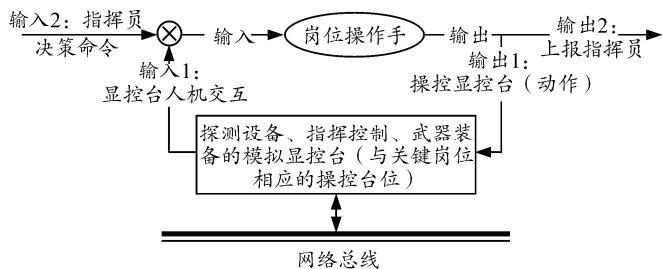 输入2：指挥员
决策命令
输入
岗位操作手
输出
输出2：
上报指挥员
输入1：
显控台人机交互
输出1：
操控显控台（动作）
探测设备、指挥控制、武器装
备的模拟显控台（与关键岗位
相应的操控台位）
网络总线